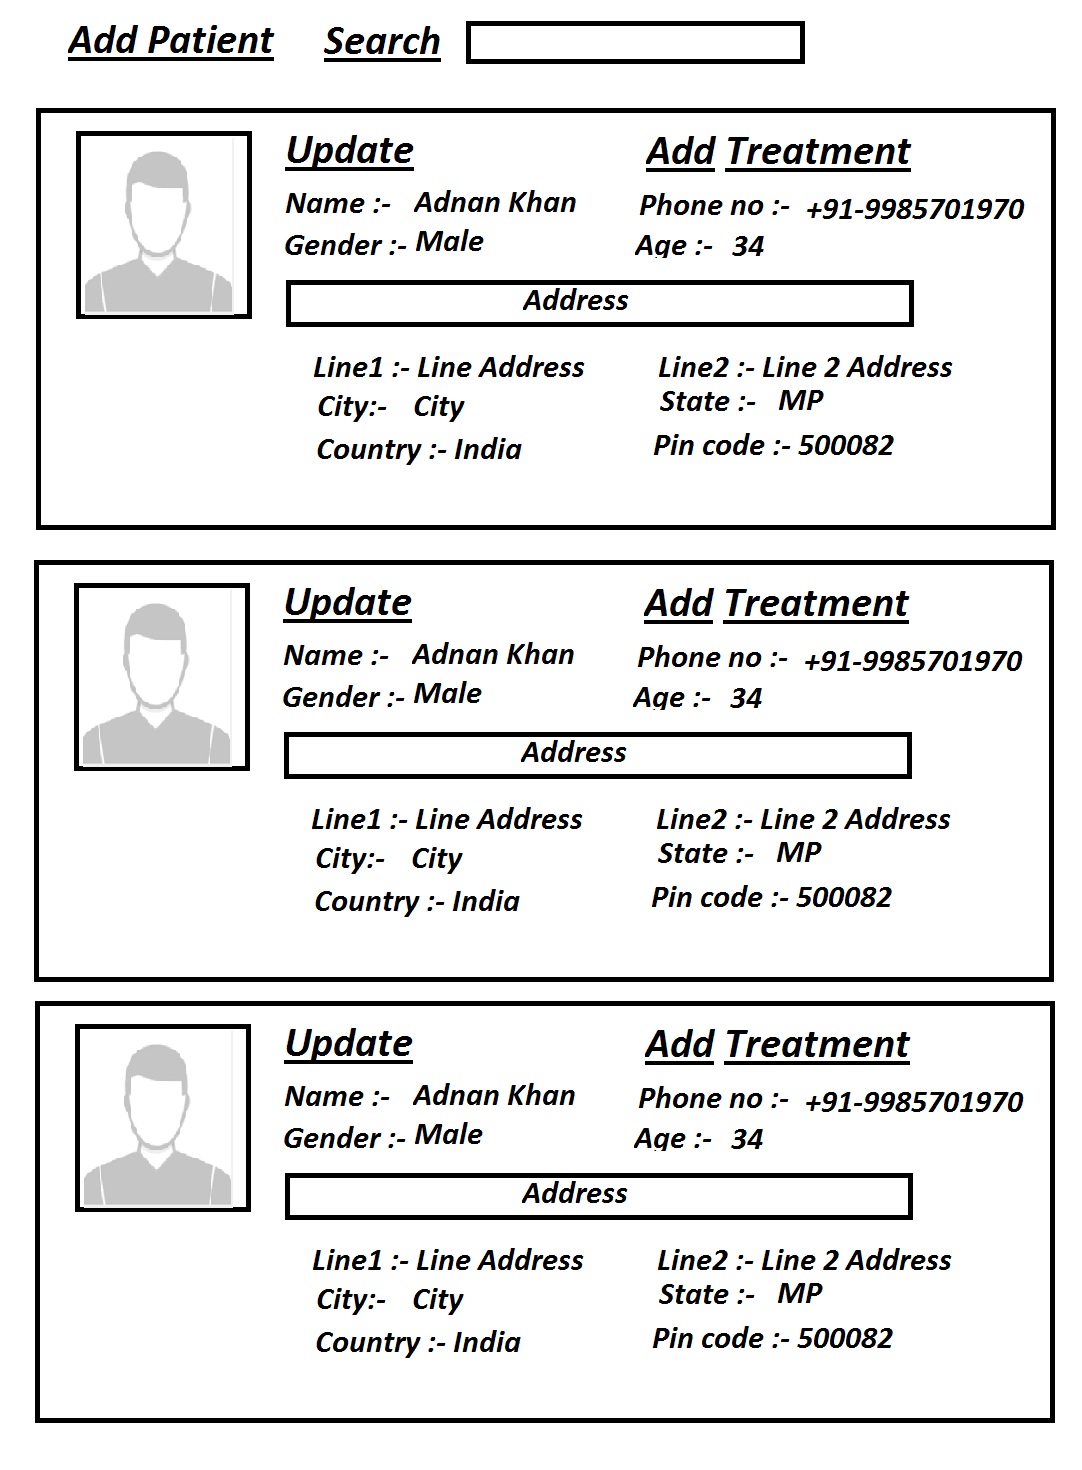 Add Patient Search
Update Add Treatment
Name :- Adnan Khan Phone no :- +91-9985701970
Gender :- Male Age :- 34
Address
Line1 :- Line Address Line2 :- Line 2 Address
City:- City State :- MP
Country :- India Pin code :- 500082
Update Add Treatment
Name :- Adnan Khan Phone no :- +91-9985701970
Gender :- Male Age :- 34
Address
Line1 :- Line Address Line2 :- Line 2 Address
City:- City State :- MP
Country :- India Pin code :- 500082
Update Add Treatment
Name :- Adnan Khan Phone no :- +91-9985701970
Gender :- Male Age :- 34
Address
Line1 :- Line Address Line2 :- Line 2 Address
City:- City State :- MP
Country :- India Pin code :- 500082